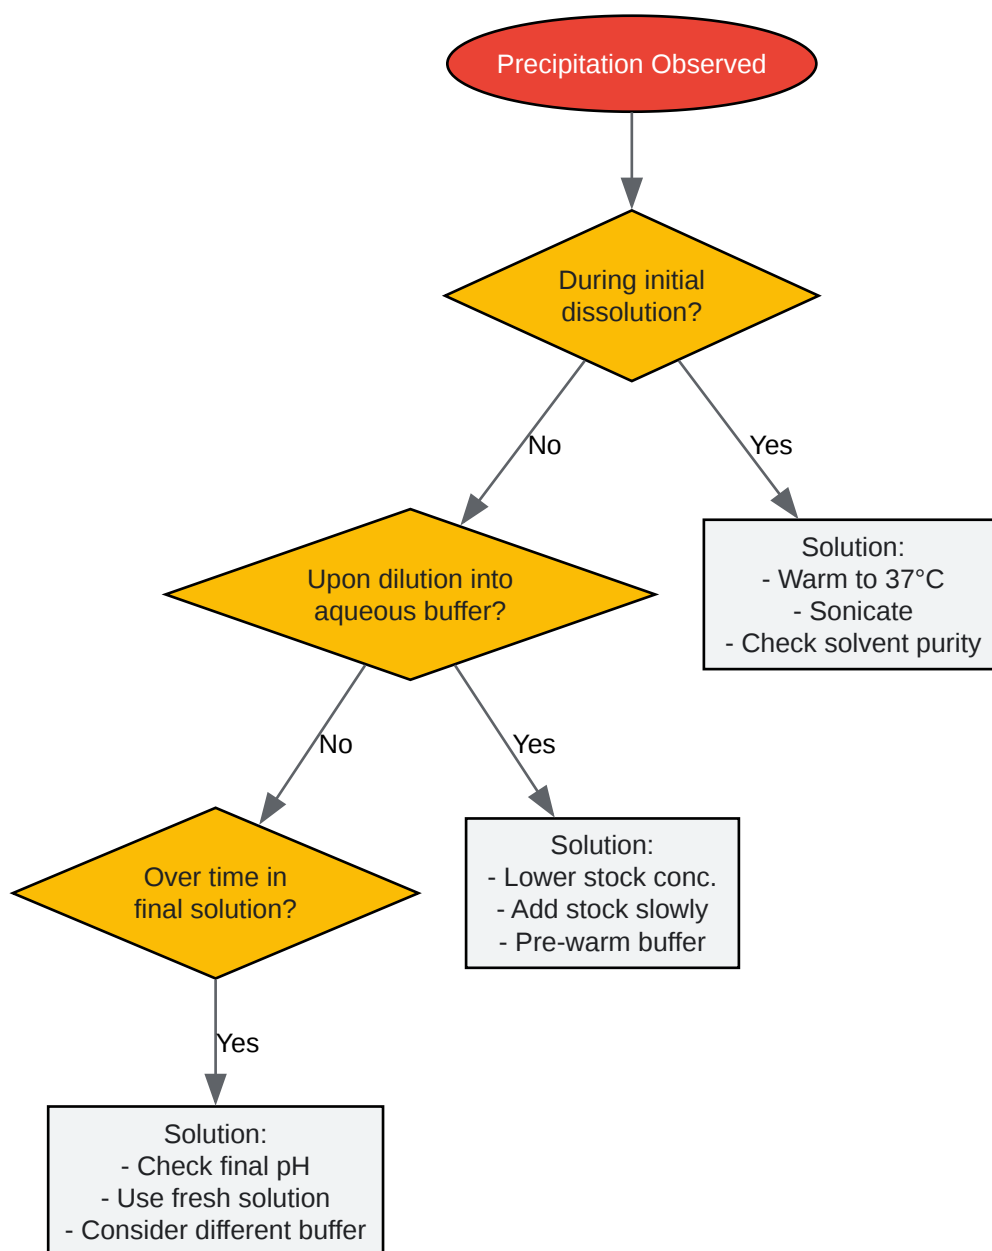 Precipitation Observed
During initial
dissolution?
No
Yes
Upon dilution into
aqueous buffer?
Solution:
- Warm to 37°C
- Sonicate
- Check solvent purity
No
Yes
Over time in
final solution?
Solution:
- Lower stock conc.
- Add stock slowly
- Pre-warm buffer
Yes
Solution:
- Check final pH
- Use fresh solution
- Consider different buffer